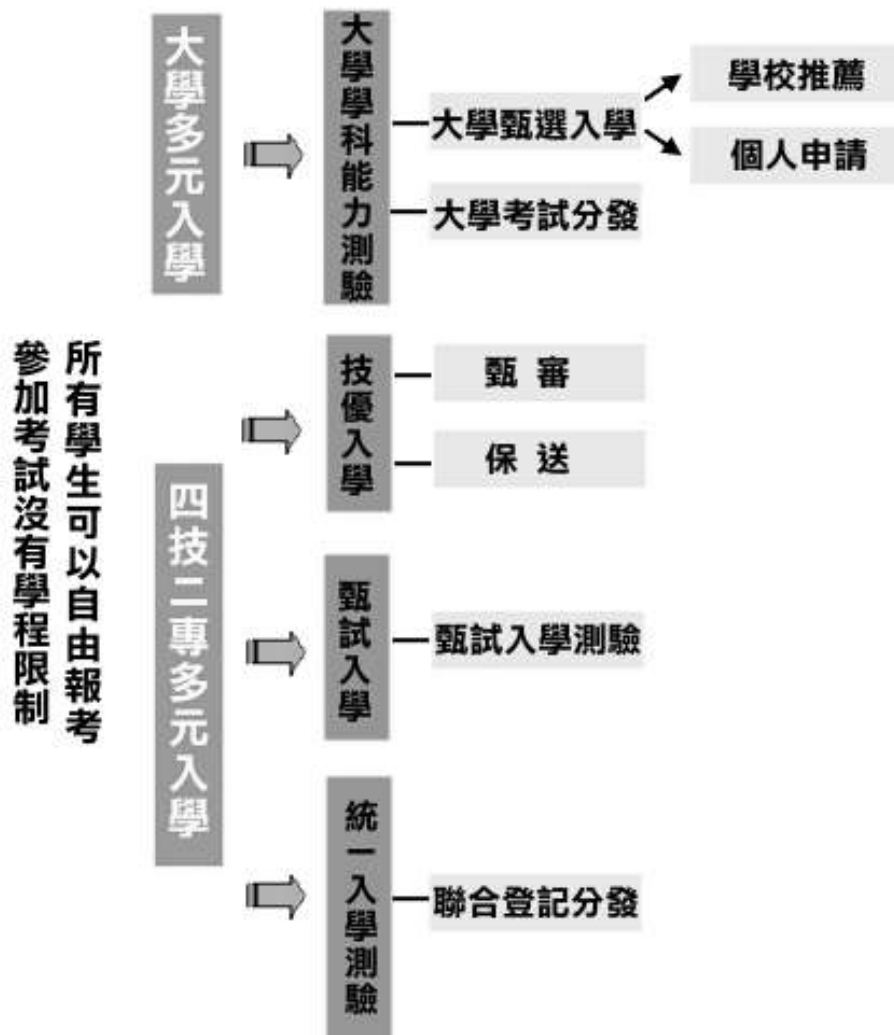 所有學生可以自由報考
參加考試沒有學程限制
大學多元入學
大學學科能力測驗
大學甄選入學
學校推薦
個人申請
大學考試分發
四技二專多元入學
技優入學
甄審
保送
甄試入學
甄試入學測驗
統一入學測驗
聯合登記分發